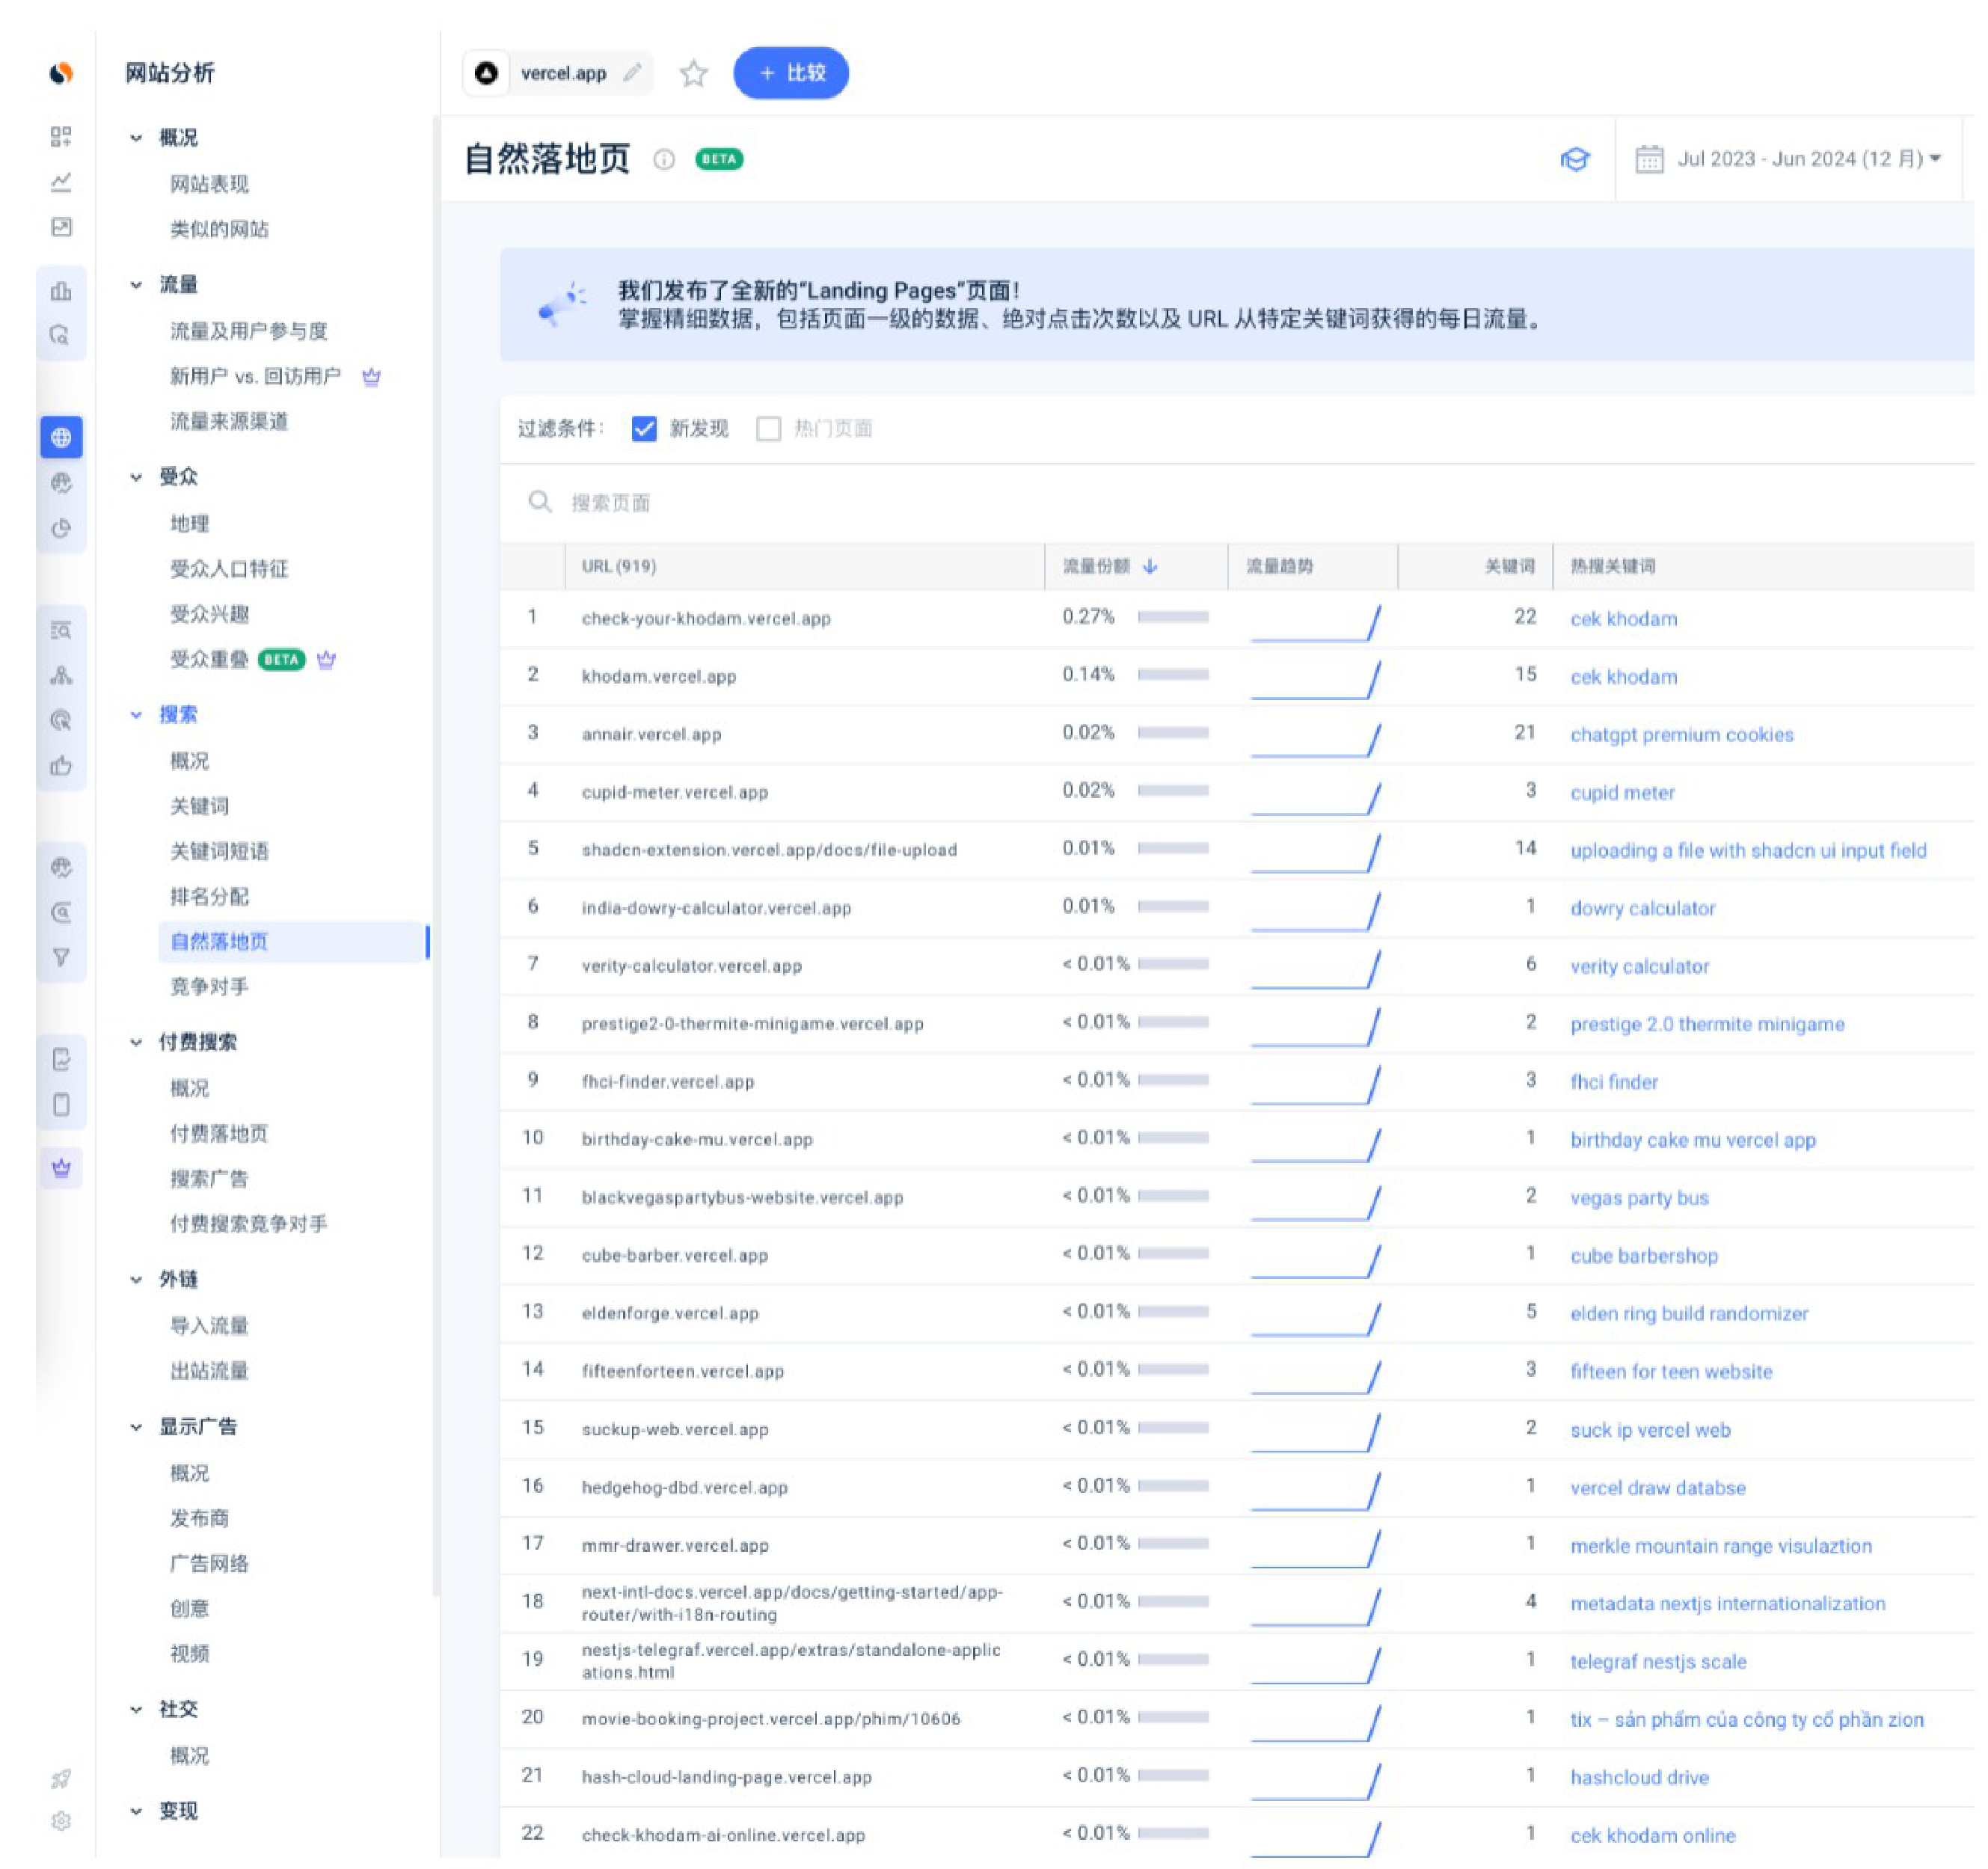 网站分析
概况
网站表现
类似的网站
流量
流量及用户参与度
新用户 vs. 回访用户
流量来源渠道
受众
地理
受众人口特征
受众兴趣
受众重叠 BETA
搜索
概况
关键词
关键词短语
排名分配
自然落地页
竞争对手
付费搜索
概况
付费落地页
搜索广告
付费搜索竞争对手
外链
导入流量
出站流量
显示广告
概况
发布商
广告网络
创意
视频
社交
概况
变现
vercel.app
+ 比较
自然落地页 BETA
Jul 2023 - Jun 2024 (12 月)
我们发布了全新的“Landing Pages”页面！
掌握精细数据，包括页面一级的数据、绝对点击次数以及 URL 从特定关键词获得的每日流量。
过滤条件： 新发现 热门页面
搜索页面
URL (919) 流量份额 流量趋势 关键词 热搜关键词
1 check-your-khodam.vercel.app 0.27% 22 cek khodam
2 khodam.vercel.app 0.14% 15 cek khodam
3 annair.vercel.app 0.02% 21 chatgpt premium cookies
4 cupid-meter.vercel.app 0.02% 3 cupid meter
5 shadcn-extension.vercel.app/docs/file-upload 0.01% 14 uploading a file with shadcn ui input field
6 india-dowry-calculator.vercel.app 0.01% 1 dowry calculator
7 verity-calculator.vercel.app < 0.01% 6 verity calculator
8 prestige2-0-thermite-minigame.vercel.app < 0.01% 2 prestige 2.0 thermite minigame
9 fhci-finder.vercel.app < 0.01% 3 fhci finder
10 birthday-cake-mu.vercel.app < 0.01% 1 birthday cake mu vercel app
11 blackvegaspartybus-website.vercel.app < 0.01% 2 vegas party bus
12 cube-barber.vercel.app < 0.01% 1 cube barbershop
13 eldenforge.vercel.app < 0.01% 5 elden ring build randomizer
14 fifteenforteen.vercel.app < 0.01% 3 fifteen for teen website
15 suckup-web.vercel.app < 0.01% 2 suck ip vercel web
16 hedgehog-dbd.vercel.app < 0.01% 1 vercel draw databse
17 mmr-drawer.vercel.app < 0.01% 1 merkle mountain range visulaztion
18 next-intl-docs.vercel.app/docs/getting-started/app-
router/with-i18n-routing < 0.01% 4 metadata nextjs internationalization
19 nestjs-telegraf.vercel.app/extras/standalone-applic
ations.html < 0.01% 1 telegraf nestjs scale
20 movie-booking-project.vercel.app/phim/10606 < 0.01% 1 tix – sản phẩm của công ty cổ phần zion
21 hash-cloud-landing-page.vercel.app < 0.01% 1 hashcloud drive
22 check-khodam-ai-online.vercel.app < 0.01% 1 cek khodam online